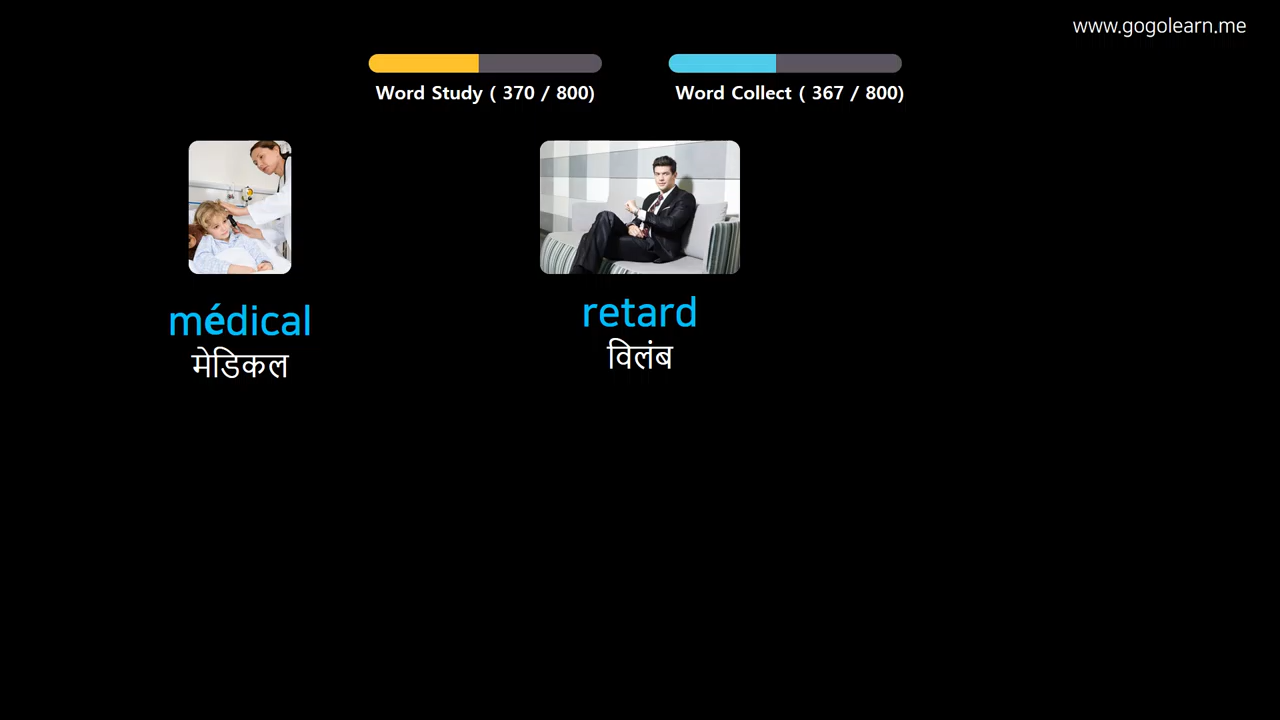 www.gogolearn.me
Word Study ( 370 / 800)
Word Collect ( 367 / 800)
médical
मेडिकल
retard
विलंब